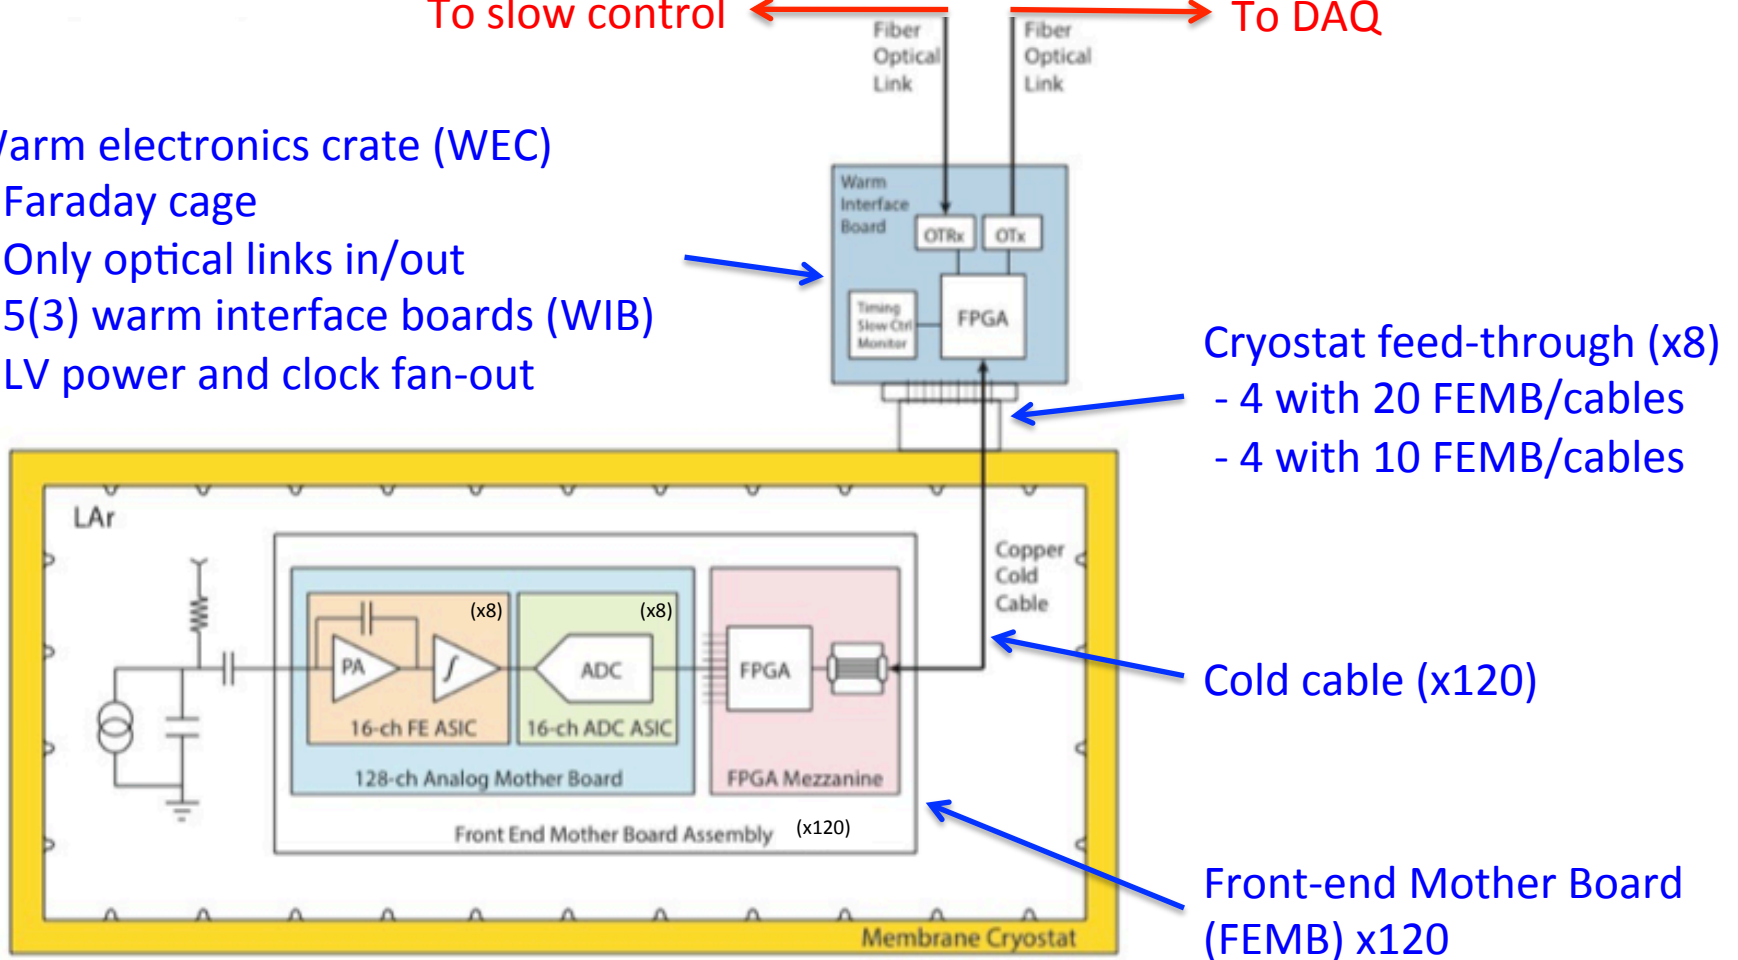 To slow control
To DAQ
Fiber
Optical
Link
Fiber
Optical
Link
Warm electronics crate (WEC)
Faraday cage
Only optical links in/out
5(3) warm interface boards (WIB)
LV power and clock fan-out
Warm
Interface
Board
OTRx
OTx
Timing
Slow Ctrl
Monitor
FPGA
Cryostat feed-through (x8)
- 4 with 20 FEMB/cables
- 4 with 10 FEMB/cables
LAr
Copper
Cold
Cable
(x8)
(x8)
PA
∫
ADC
FPGA
16-ch FE ASIC
16-ch ADC ASIC
128-ch Analog Mother Board
FPGA Mezzanine
Front End Mother Board Assembly (x120)
Cold cable (x120)
Front-end Mother Board
(FEMB) x120
Membrane Cryostat